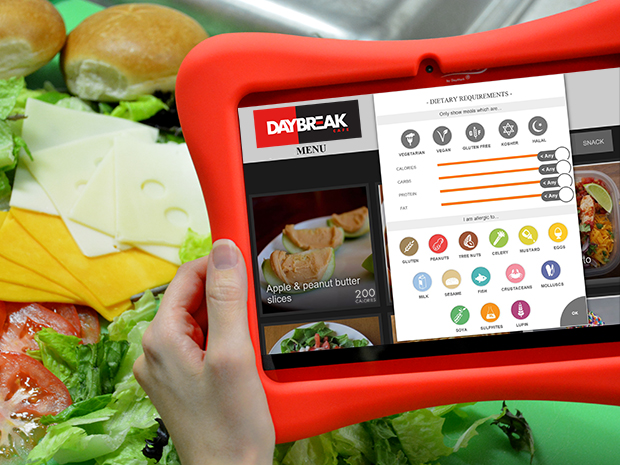 DAYBREAK
CAFE
MENU
- DIETARY REQUIREMENTS -
Only show meals which are...
VEGETARIAN
VEGAN
GLUTEN FREE
KOSHER
HALAL
CALORIES
< Any
CARBS
< Any
PROTEIN
< Any
FAT
< Any
I am allergic to...
GLUTEN
PEANUTS
TREE NUTS
CELERY
MUSTARD
EGGS
MILK
SESAME
FISH
CRUSTACEANS
MOLLUSCS
SOYA
SULPHITES
LUPIN
OK
SNACK
Apple & peanut butter
slices
200
CALORIES
to